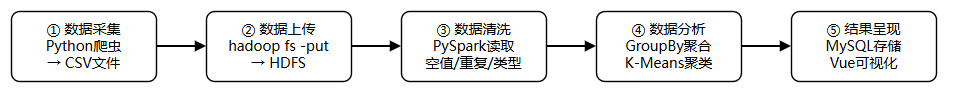 ① 数据采集
Python爬虫
→ CSV文件
② 数据上传
hadoop fs -put
→ HDFS
③ 数据清洗
PySpark读取
空值/重复/类型
④ 数据分析
GroupBy聚合
K-Means聚类
⑤ 结果呈现
MySQL存储
Vue可视化